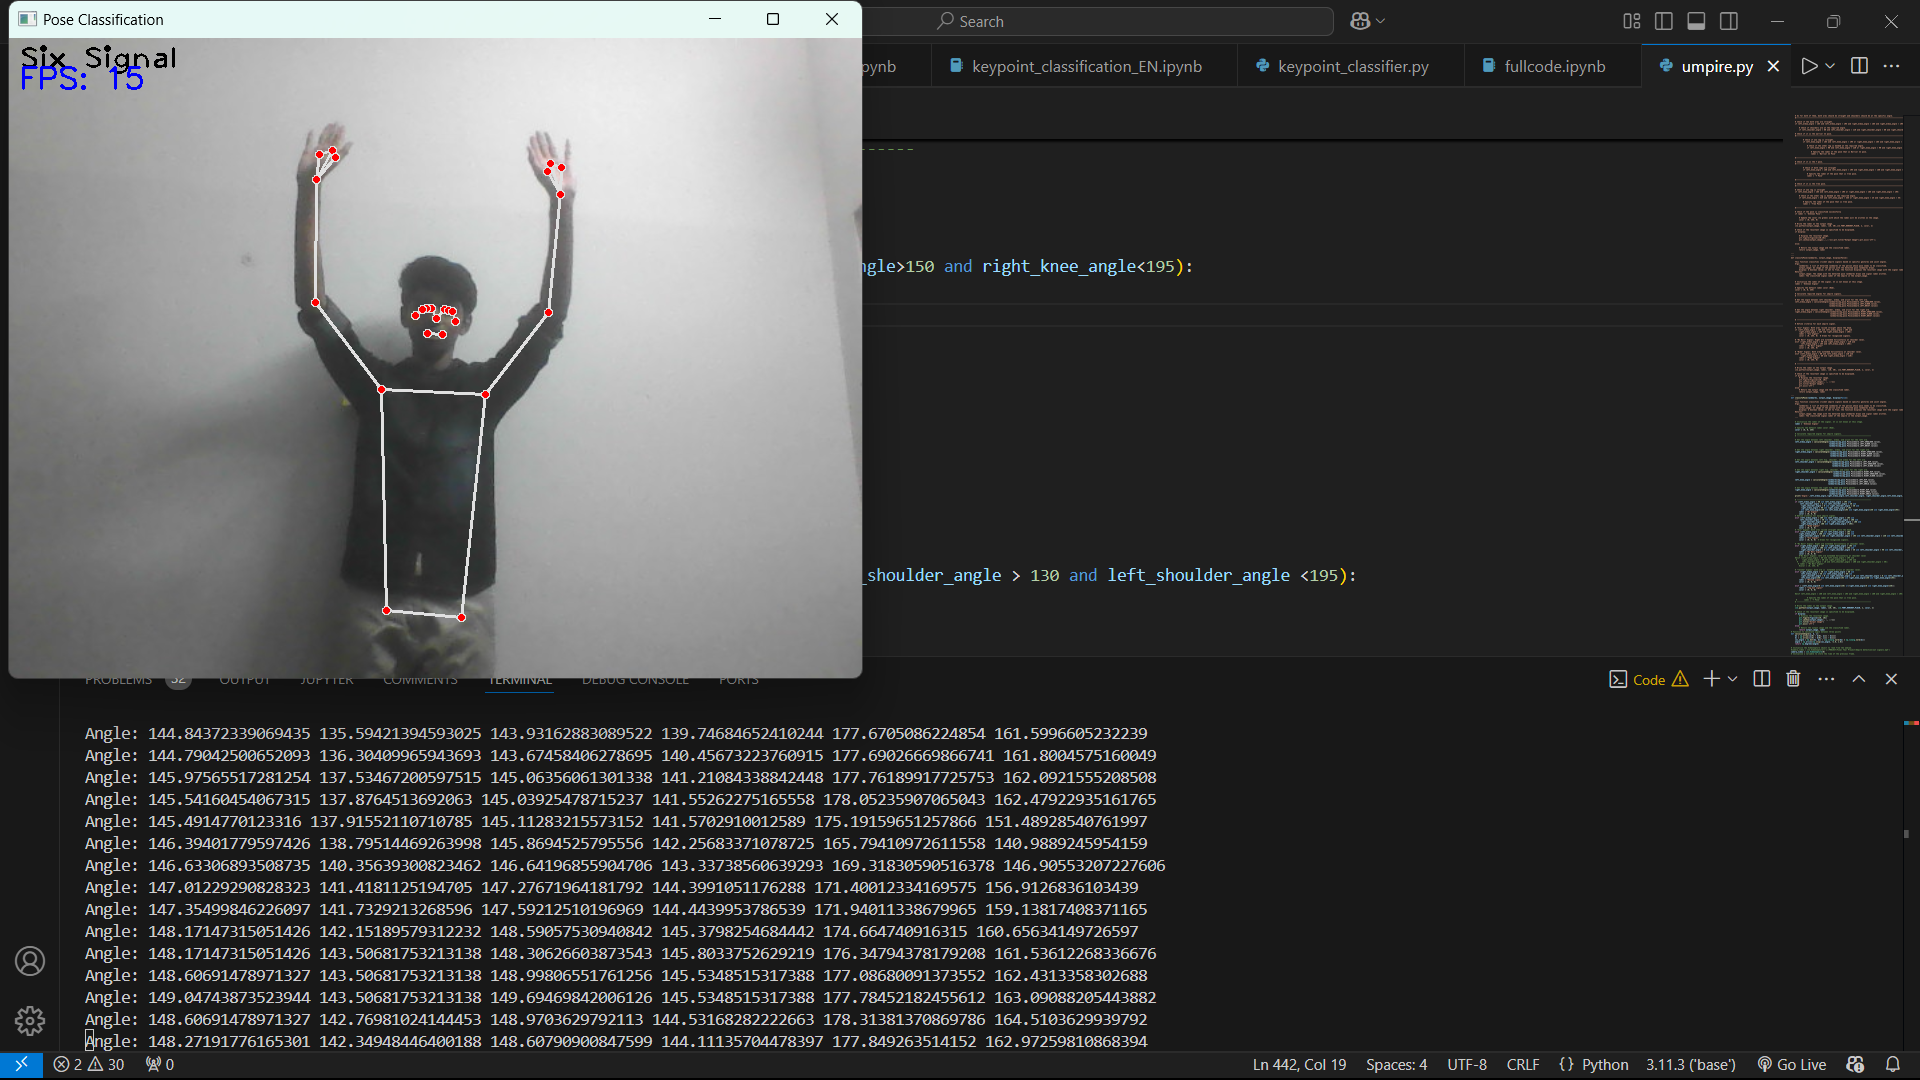 Pose Classification
Six Signal
FPS: 15
Search
pynb
keypoint_classification_EN.ipynb
keypoint_classifier.py
fullcode.ipynb
umpire.py
ngle>150 and right_knee_angle<195):
_shoulder_angle > 130 and left_shoulder_angle <195):
PROBLEMS 32 OUTPUT JUPYTER COMMENTS TERMINAL DEBUG CONSOLE PORTS
Code
Angle: 144.84372339069435 135.59421394593025 143.93162883089522 139.74684652410244 177.6705086224854 161.5996605232239
Angle: 144.79042500652093 136.30409965943693 143.67458406278695 140.45673223760915 177.69026669866741 161.8004575160049
Angle: 145.97565517281254 137.53467200597515 145.06356061301338 141.21084338842448 177.76189917725753 162.0921555208508
Angle: 145.54160454067315 137.8764513692063 145.03925478715237 141.55262275165558 178.05235907065043 162.47922935161765
Angle: 145.4914770123316 137.91552110710785 145.11283215573152 141.5702910012589 175.19159651257866 151.48928540761997
Angle: 146.39401779597426 138.79514469263998 145.8694525795556 142.25683371078725 165.79410972611558 140.9889245954159
Angle: 146.63306893508735 140.35639300823462 146.64196855904706 143.33738560639293 169.31830590516378 146.90553207227606
Angle: 147.01229290828323 141.4181125194705 147.27671964181792 144.3991051176288 171.40012334169575 156.9126836103439
Angle: 147.35499846226097 141.7329213268596 147.59212510196969 144.4439953786539 171.94011338679965 159.13817408371165
Angle: 148.17147315051426 142.15189579312232 148.59057530940842 145.3798254684442 174.664740916315 160.65634149726597
Angle: 148.17147315051426 143.50681753213138 148.30626603873543 145.8033752629219 176.34794378179208 161.53612268336676
Angle: 148.60691478971327 143.50681753213138 148.99806551761256 145.5348515317388 177.08680091373552 162.4313358302688
Angle: 149.04743873523944 143.50681753213138 149.69469842006126 145.5348515317388 177.78452182455612 163.09088205443882
Angle: 148.60691478971327 142.76981024144453 148.9703629792113 144.53168282222663 178.31381370869786 164.5103629939792
Angle: 148.27191776165301 142.34948446400188 148.60790900847599 144.11135704478397 177.849263514152 162.97259810868394
2 30 0 Ln 442, Col 19 Spaces: 4 UTF-8 CRLF Python 3.11.3 ('base') Go Live